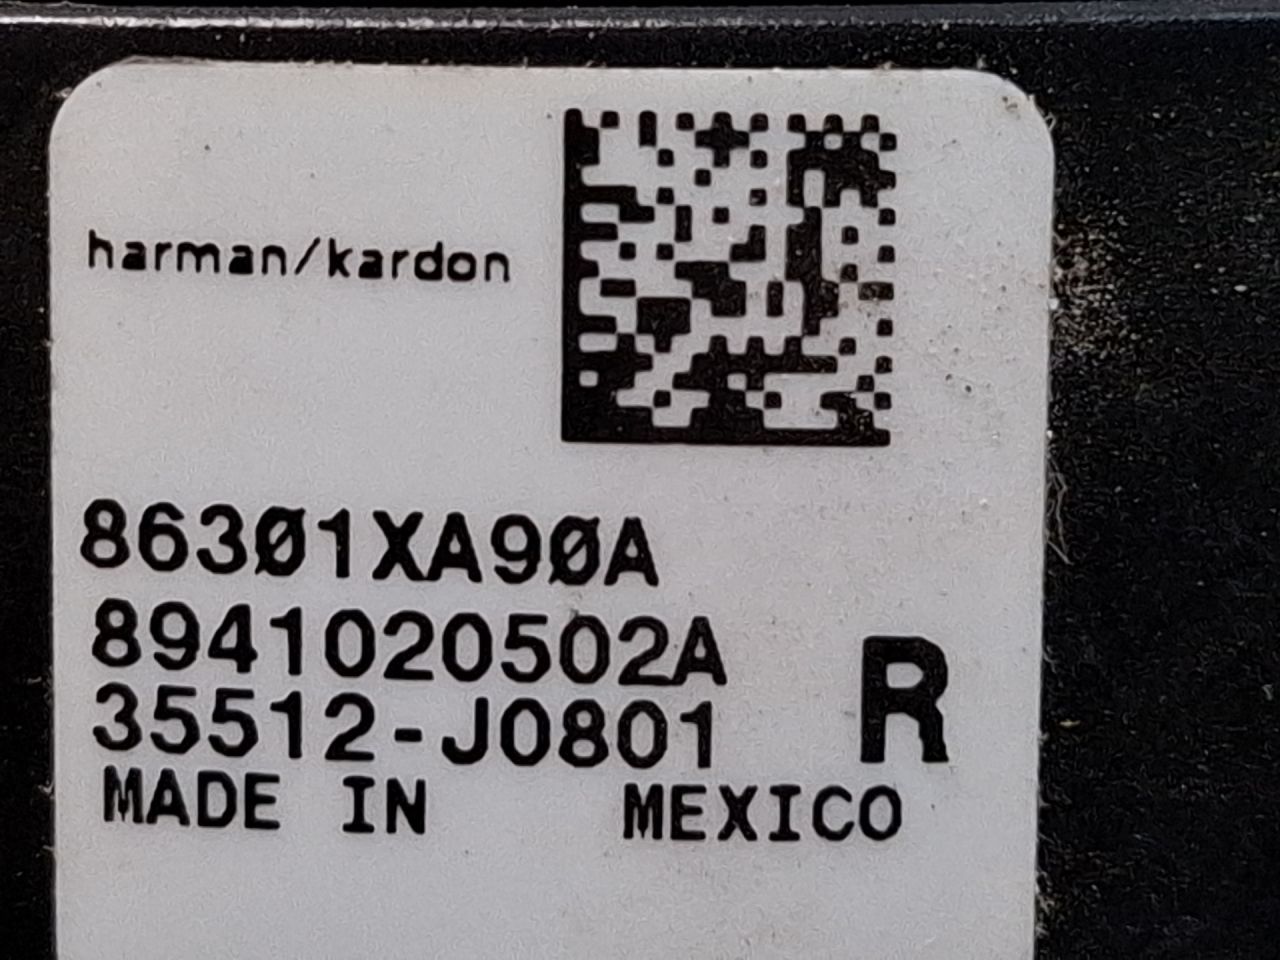 harman/kardon
86301XA90A
8941020502A
35512-J0801 R
MADE IN MEXICO